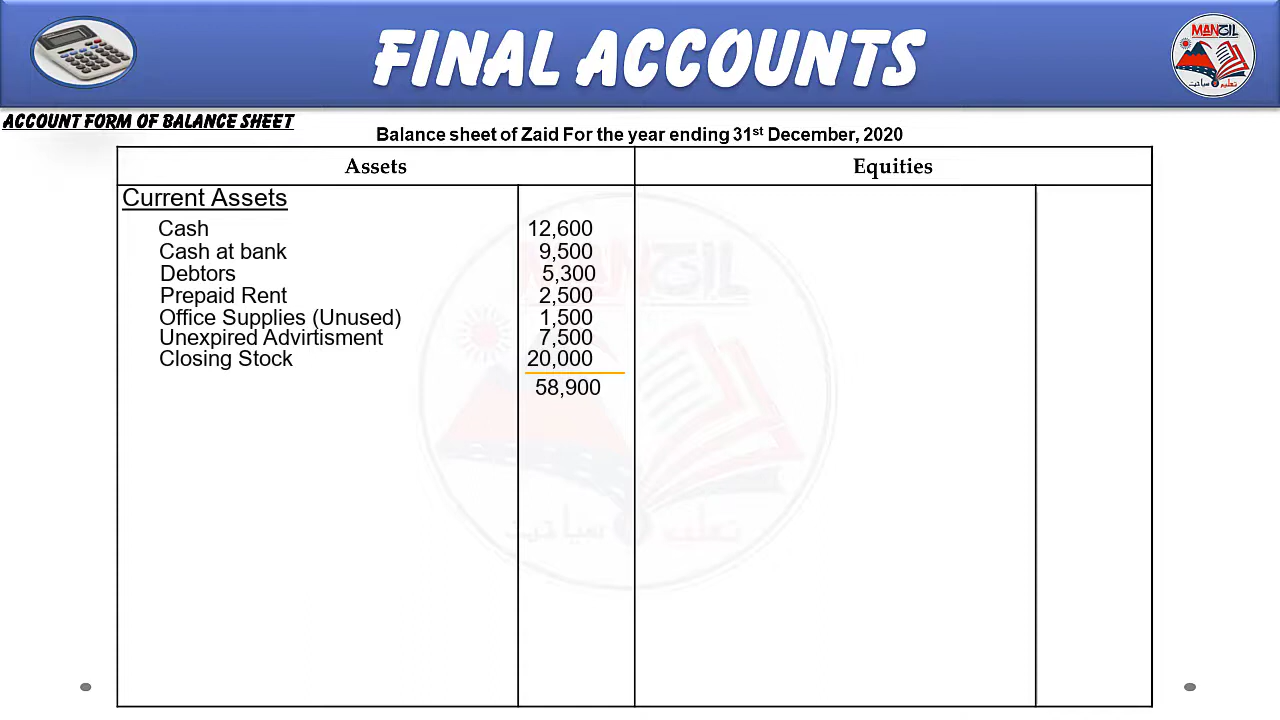 FINAL ACCOUNTS
MANZIL
تعلیم سیاتیت
ACCOUNT FORM OF BALANCE SHEET
Balance sheet of Zaid For the year ending 31st December, 2020
Assets Equities
Current Assets
Cash 12,600
Cash at bank 9,500
Debtors 5,300
Prepaid Rent 2,500
Office Supplies (Unused) 1,500
Unexpired Advirtisment 7,500
Closing Stock 20,000
58,900